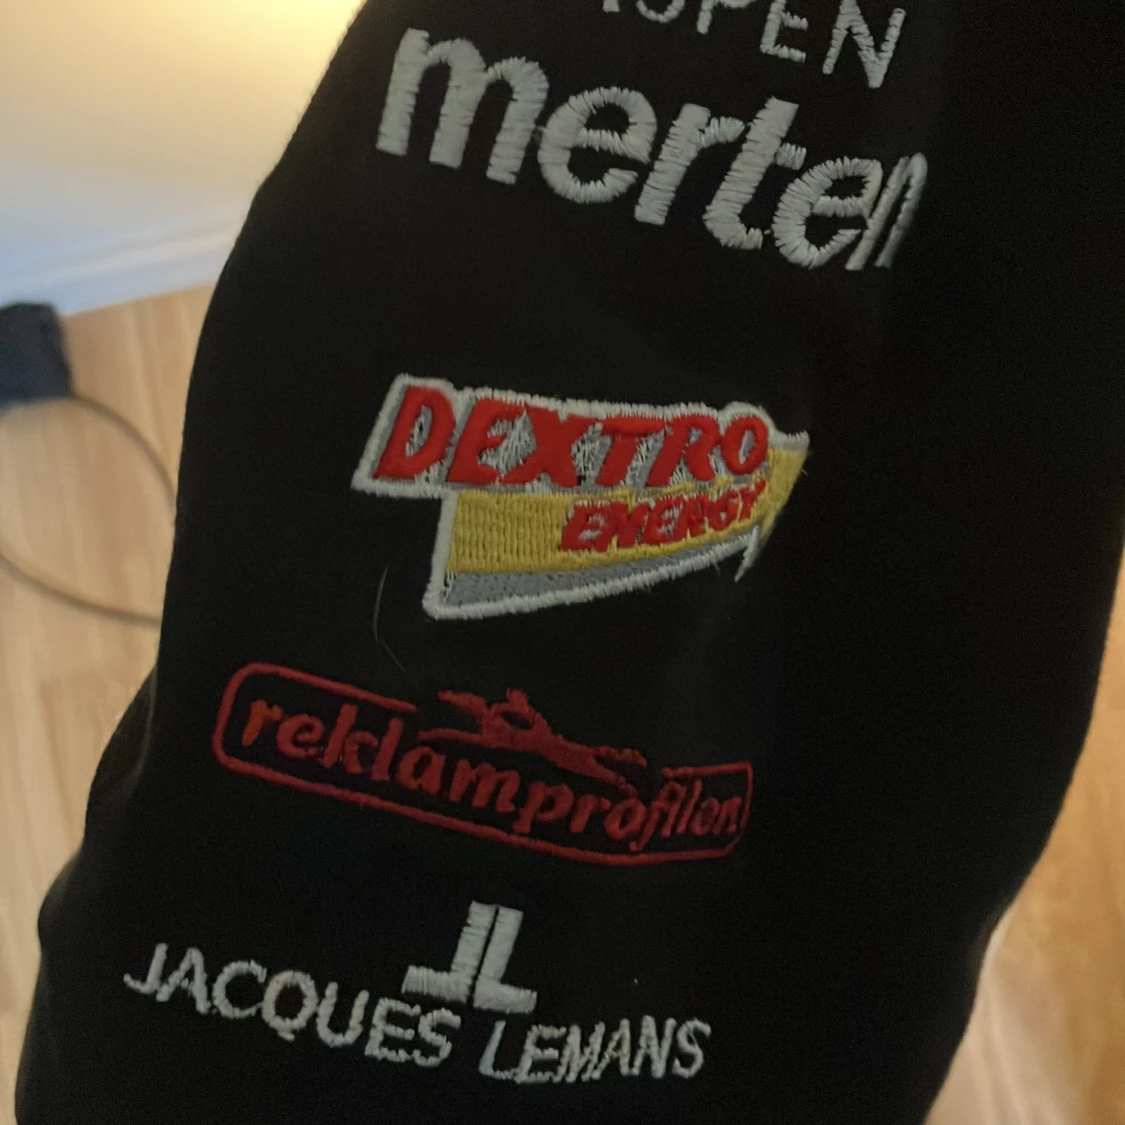 merten
DEXTRO
ENERGY
reklamprofilen
JL
JACQUES LEMANS